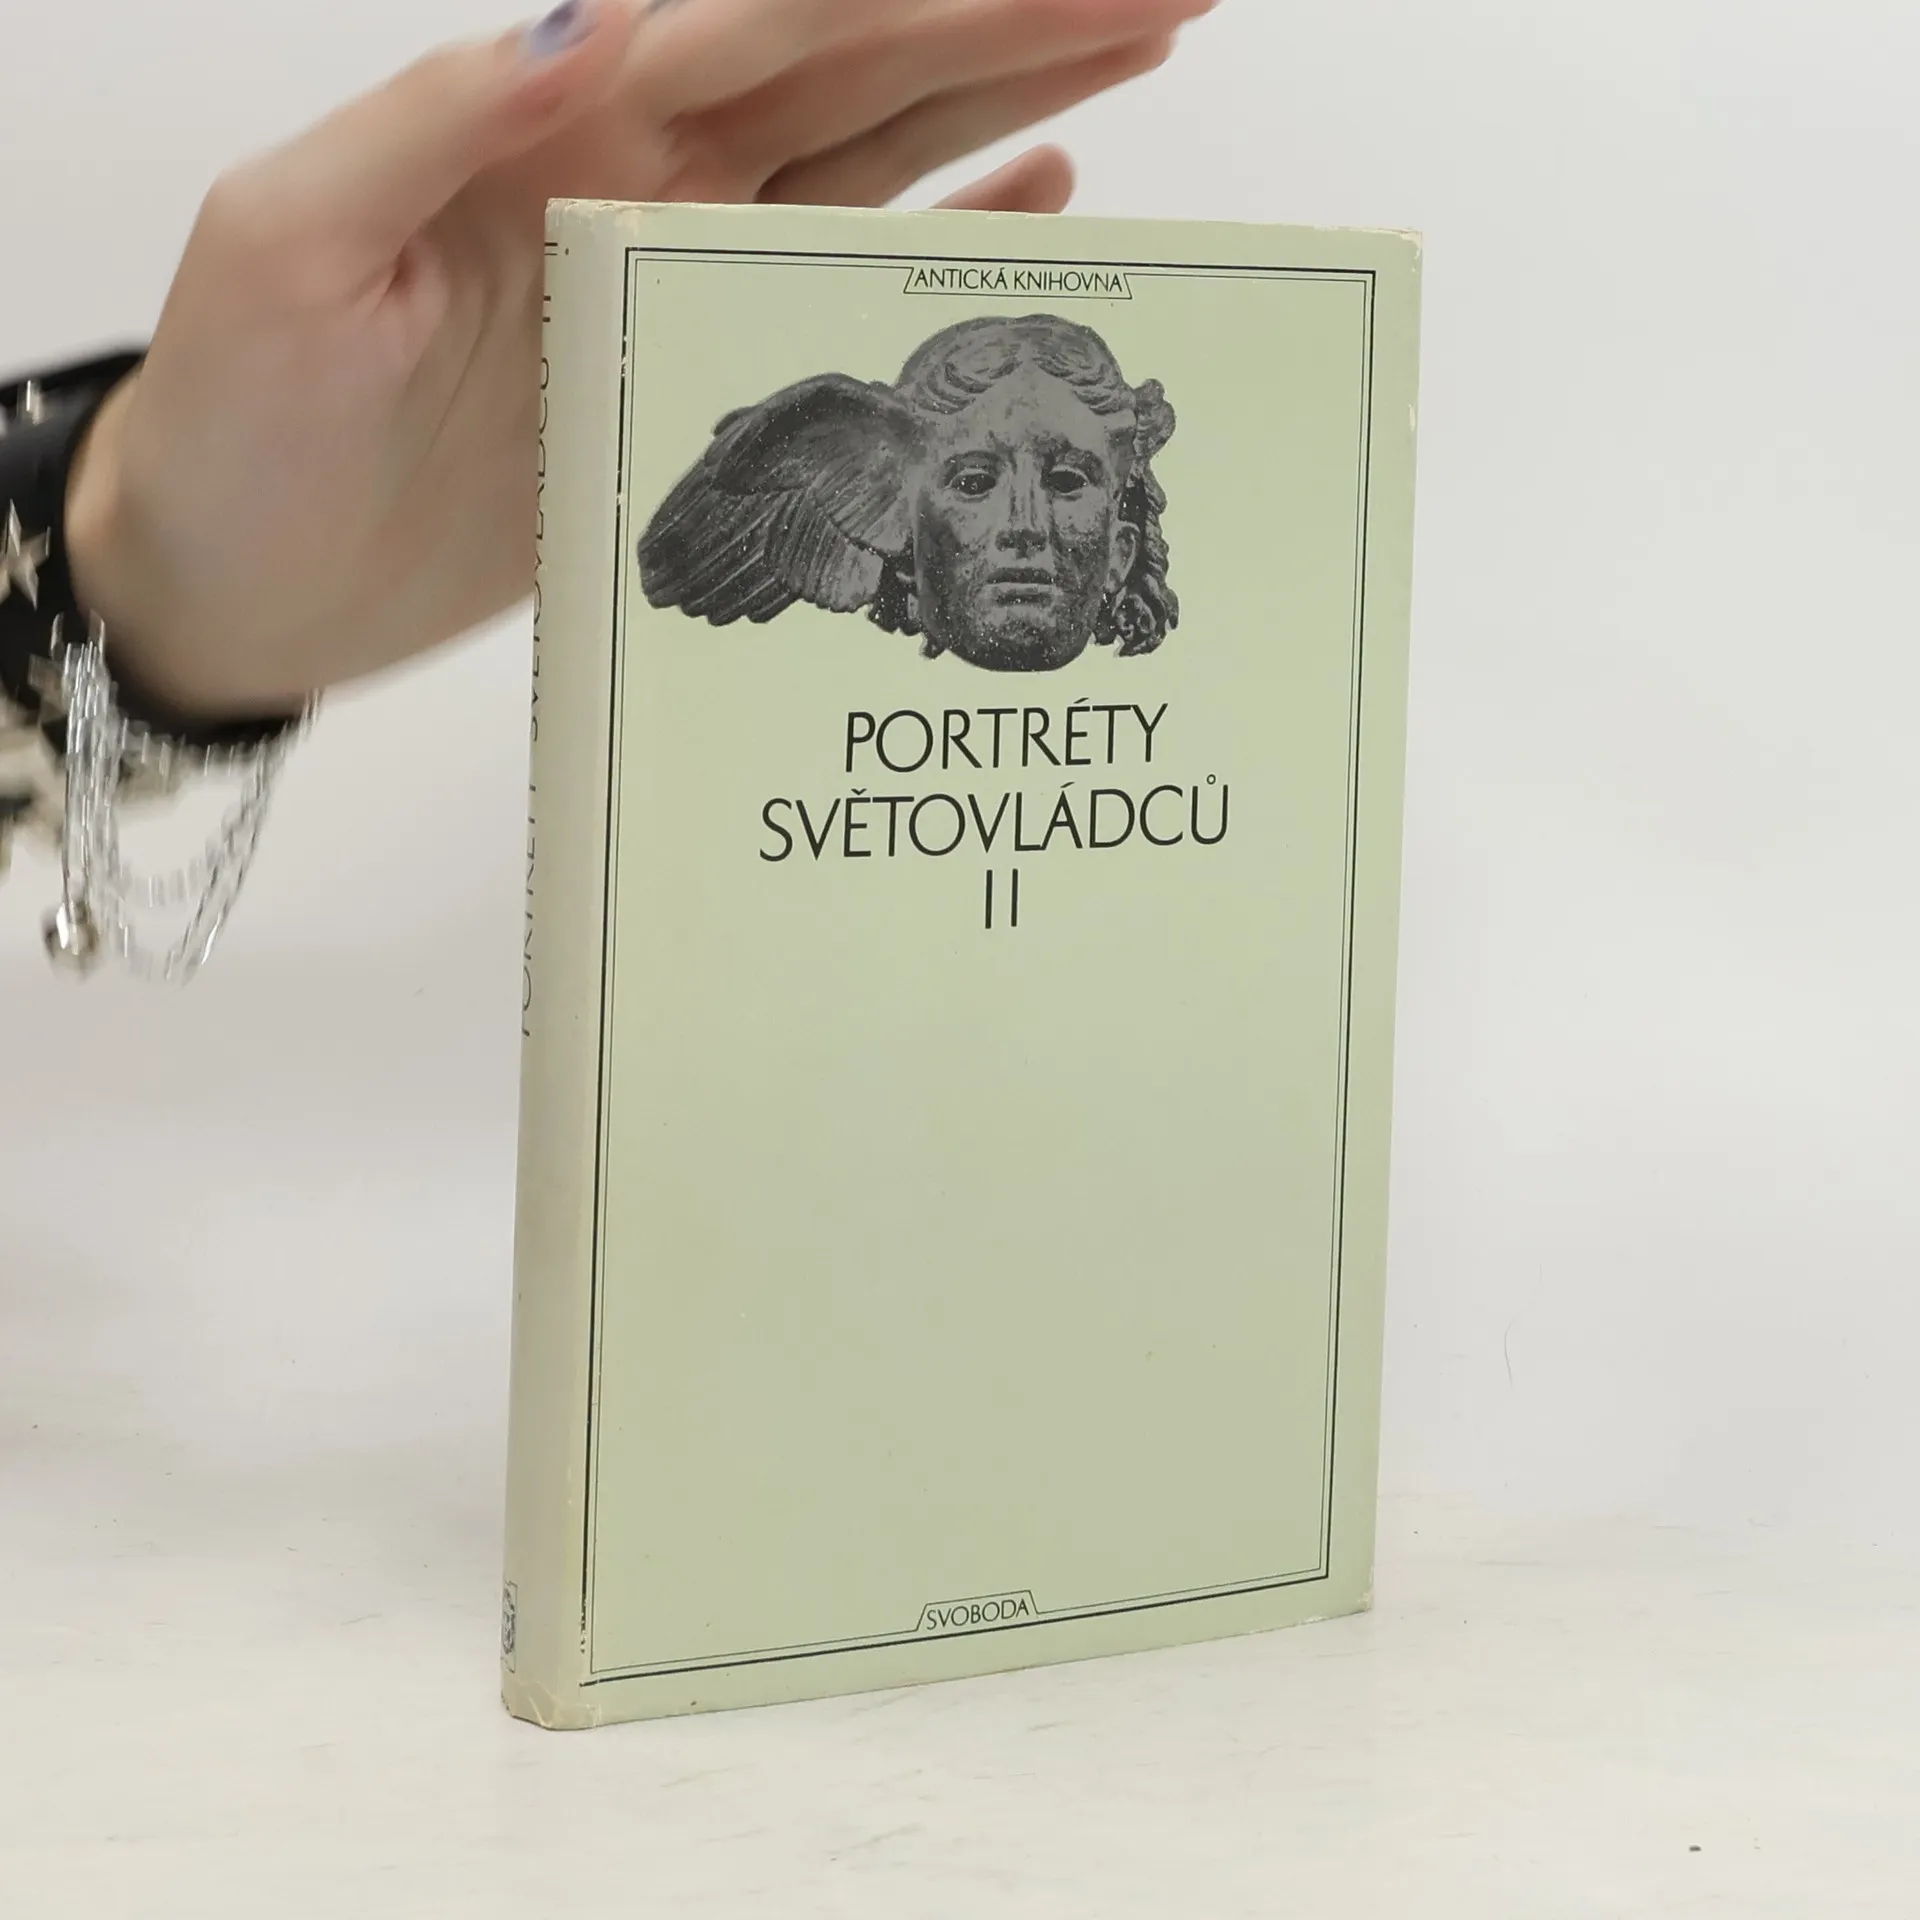 ANTICKÁ KNIHOVNA
PORTRÉTY
SVĚTOVLÁDCŮ
II
SVOBODA
PORTRÉTY SVĚTOVLÁDCŮ II